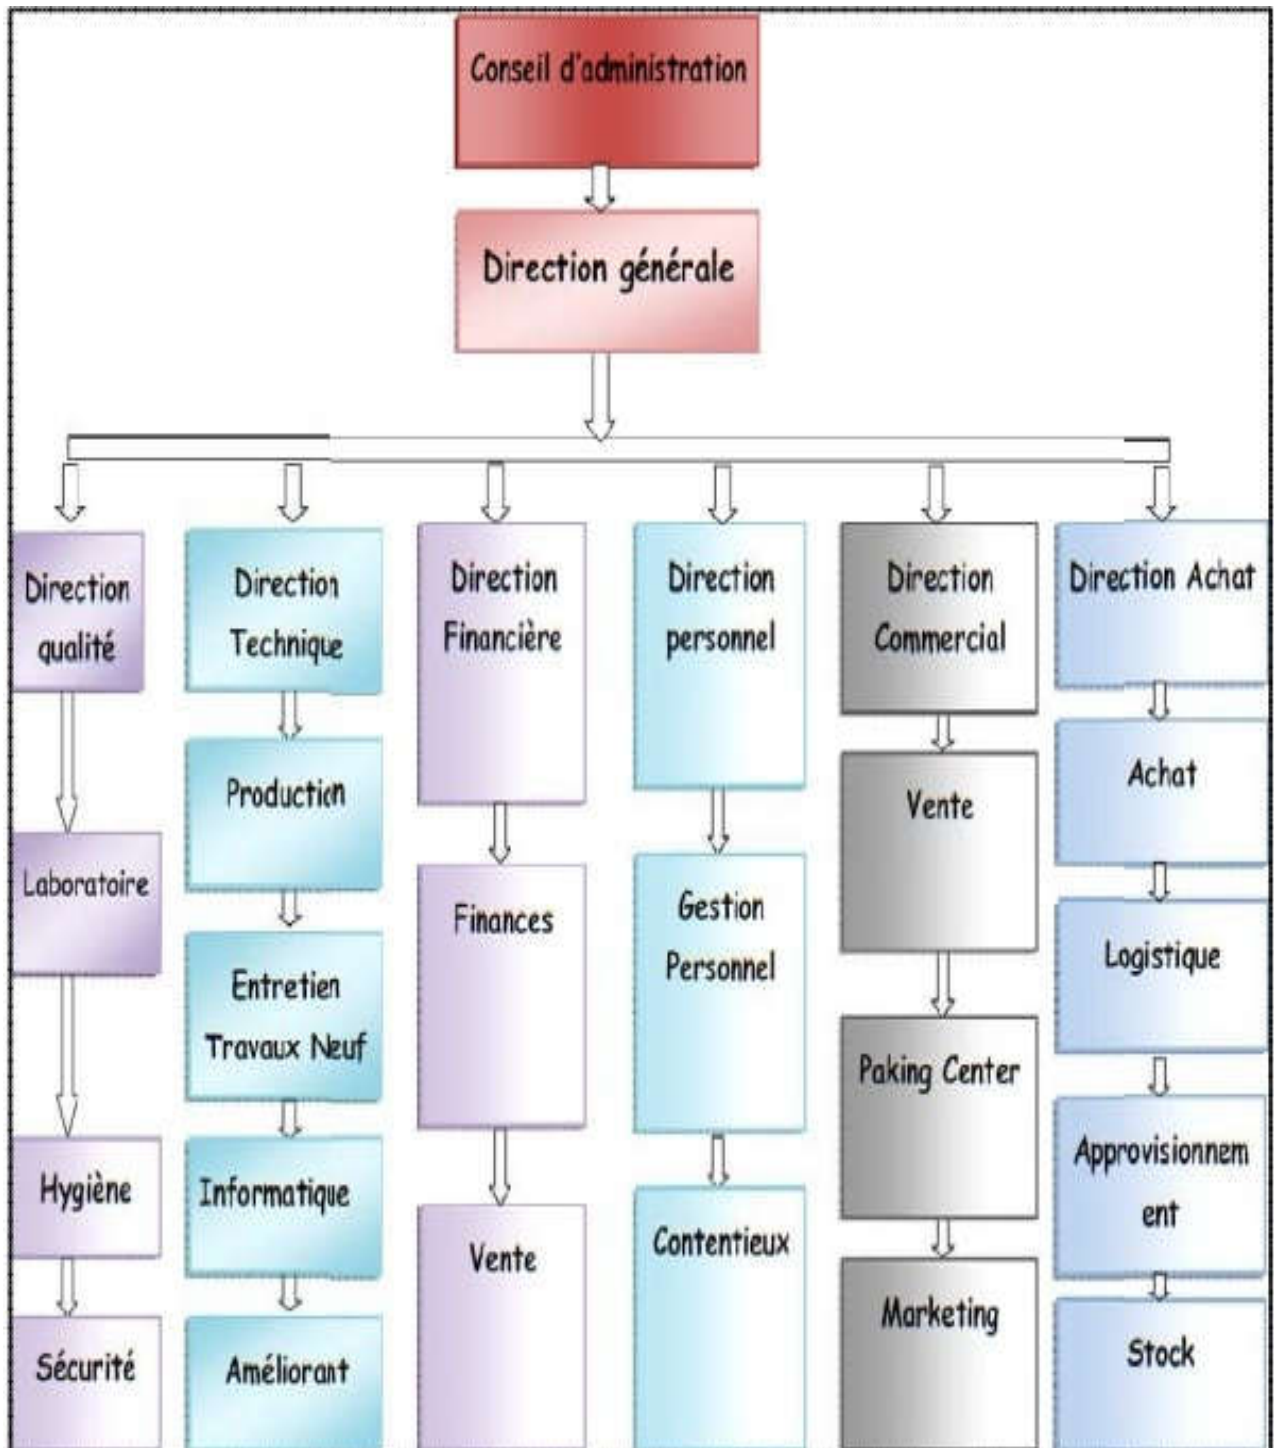 Conseil d'administration
Direction générale
Direction
qualité
Laboratoire
Hygiène
Sécurité
Direction
Technique
Production
Entretien
Travaux Neuf
Informatique
Améliorant
Direction
Financière
Finances
Vente
Direction
personnel
Gestion
Personnel
Contentieux
Direction
Commercial
Vente
Paking Center
Marketing
Direction Achat
Achat
Logistique
Approvisionnem
ent
Stock